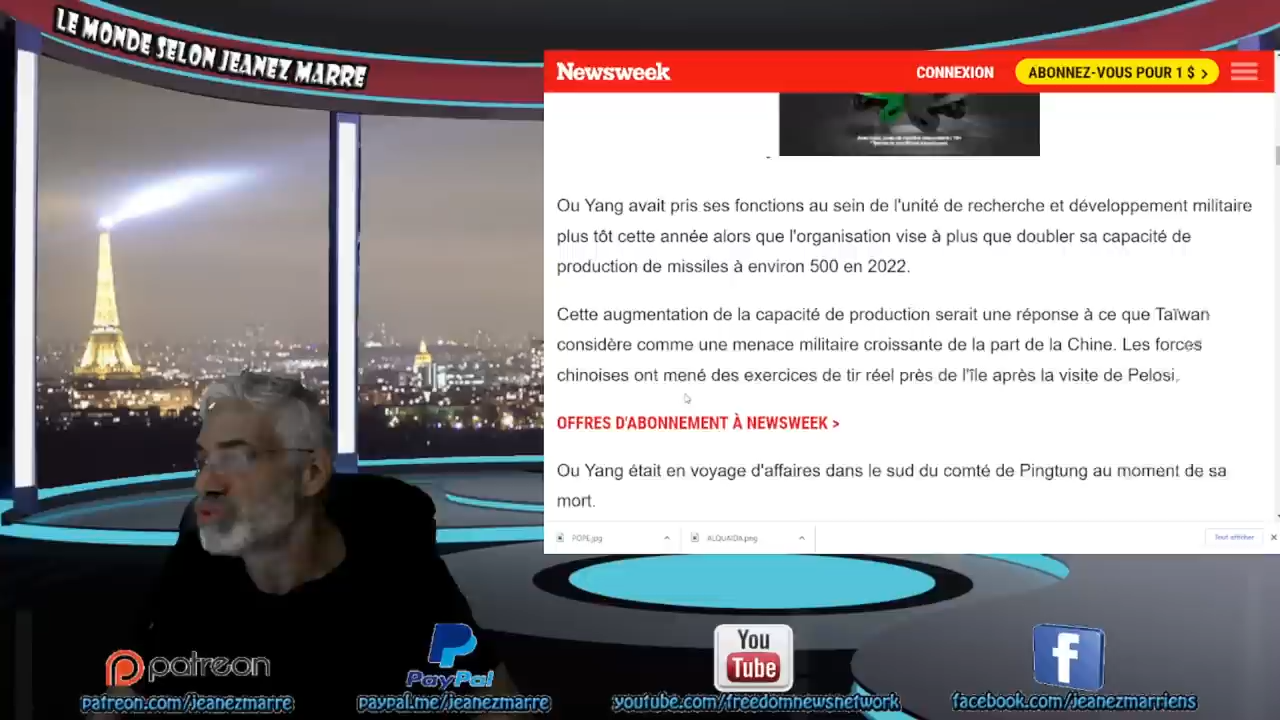 LE MONDE SELON JEANEZ MARRE
Newsweek
CONNEXION
ABONNEZ-VOUS POUR 1 $ >
Ou Yang avait pris ses fonctions au sein de l'unité de recherche et développement militaire
plus tôt cette année alors que l'organisation vise à plus que doubler sa capacité de
production de missiles à environ 500 en 2022.
Cette augmentation de la capacité de production serait une réponse à ce que Taïwan
considère comme une menace militaire croissante de la part de la Chine. Les forces
chinoises ont mené des exercices de tir réel près de l'île après la visite de Pelosi.
OFFRES D'ABONNEMENT À NEWSWEEK >
Ou Yang était en voyage d'affaires dans le sud du comté de Pingtung au moment de sa
mort.
POPE.jpg
ALQUAIDA.png
Tout afficher
patreon
PayPal
You
Tube
f
patreon.com/jeanezmarre
paypal.me/jeanezmarre
youtube.com/freedomnewsnetwork
facebook.com/jeanezmarriens